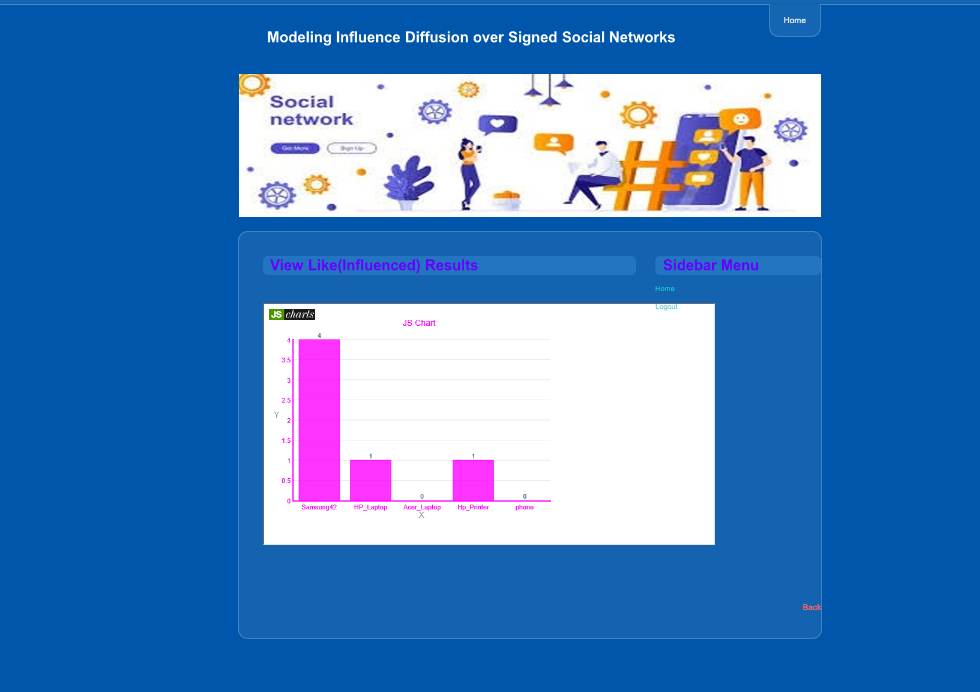 Home
Modeling Influence Diffusion over Signed Social Networks
Social
network
Get More Sign Up
View Like(Influenced) Results
Sidebar Menu
Home
Logout
JS charts
JS Chart
4
4
3.5
3
2.5
Y
2
1.5
1
1
1
0.5
0
0
0
Samsung42 HP_Laptop Acer_Laptop Hp_Printer phone
X
Back